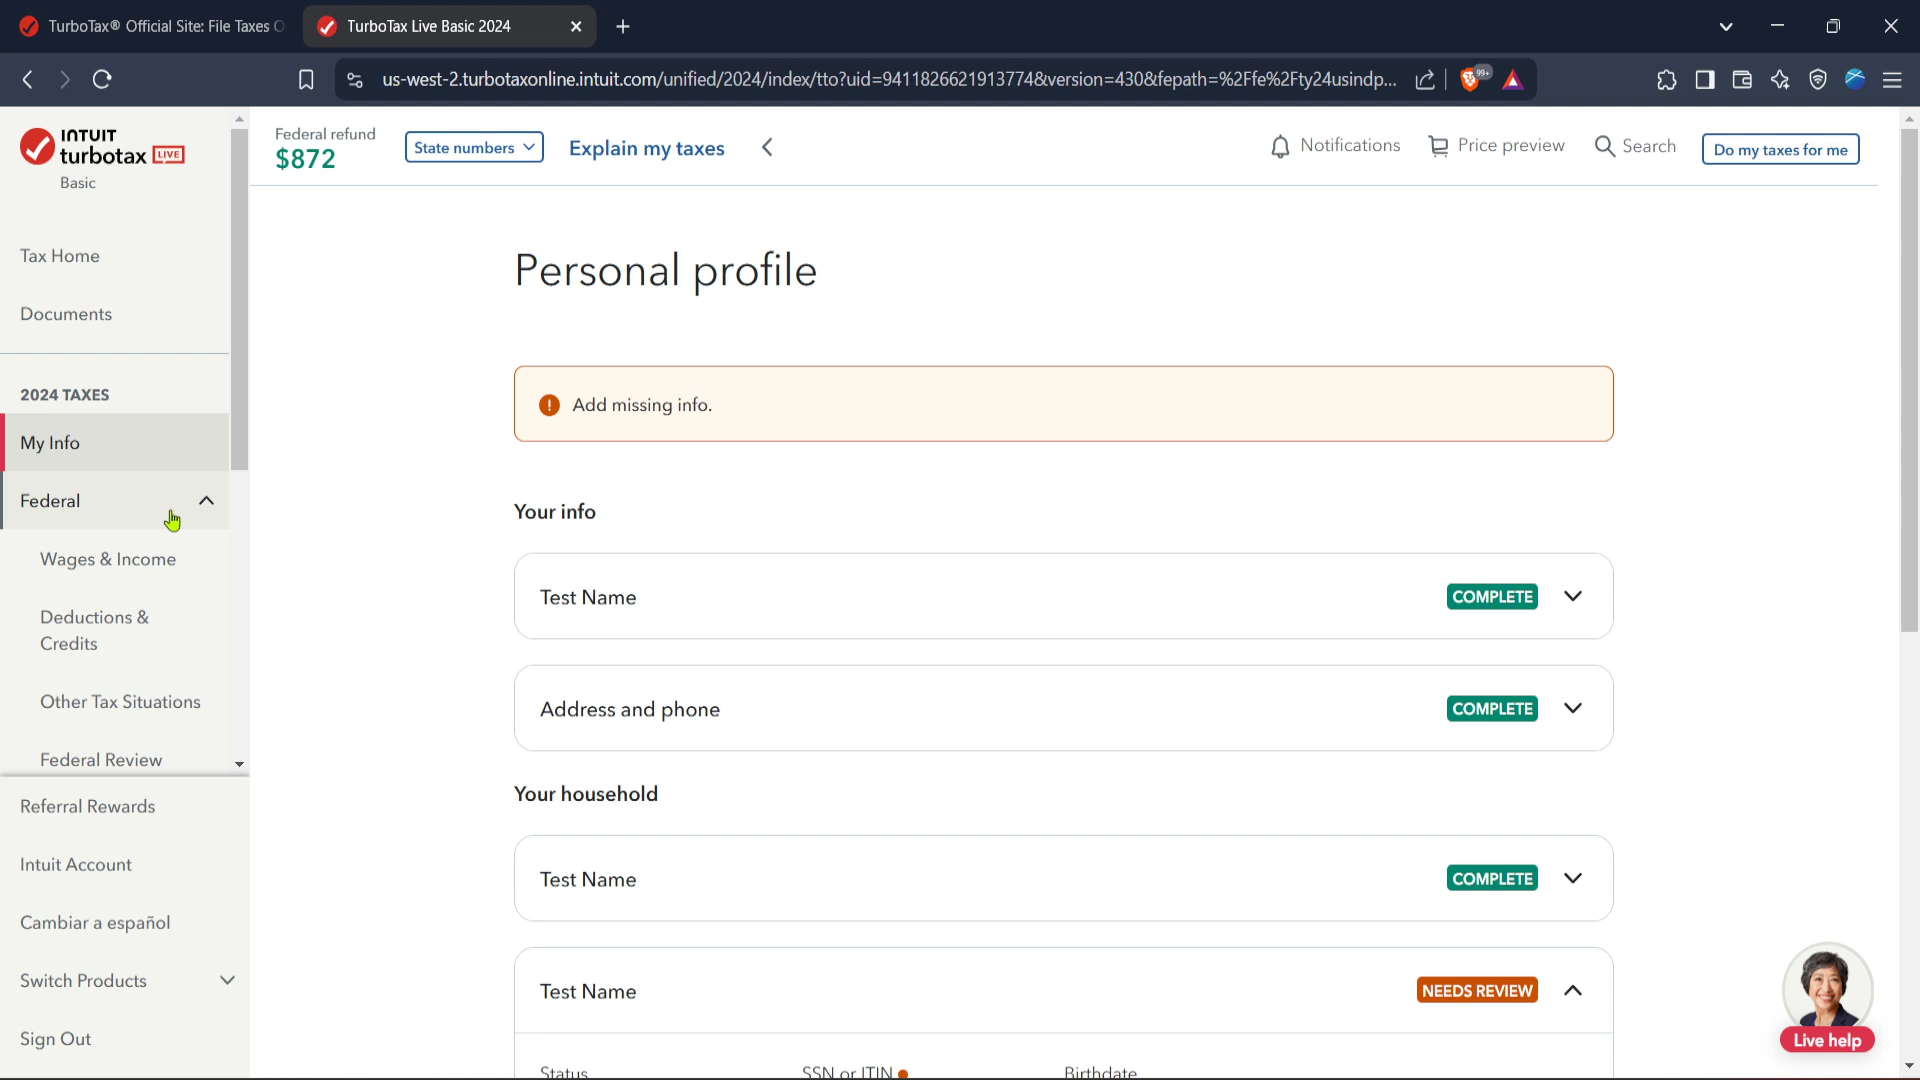 TurboTax® Official Site: File Taxes O
TurboTax Live Basic 2024
us-west-2.turbotaxonline.intuit.com/unified/2024/index/tto?uid=9411826621913774&version=430&fepath=%2Ffe%2Fty24usindp...
99+
INTUIT
turbotax LIVE
Basic
Federal refund
$872
State numbers
Explain my taxes
Notifications
Price preview
Search
Do my taxes for me
Tax Home
Documents
2024 TAXES
My Info
Federal
Wages & Income
Deductions &
Credits
Other Tax Situations
Federal Review
Referral Rewards
Intuit Account
Cambiar a español
Switch Products
Sign Out
Personal profile
Add missing info.
Your info
Test Name COMPLETE
Address and phone COMPLETE
Your household
Test Name COMPLETE
Test Name NEEDS REVIEW
Status SSN or ITIN Birthdate
Live help